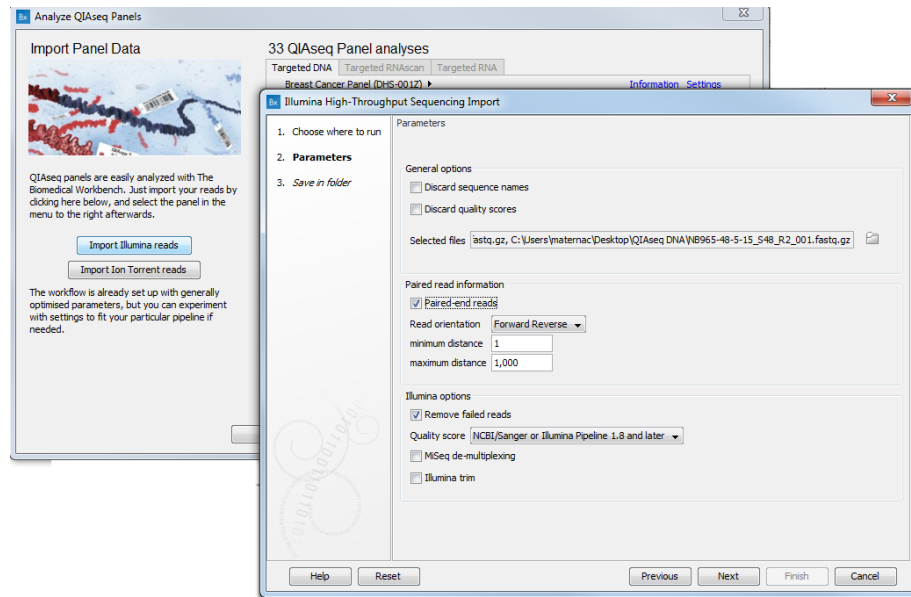 Bx Analyze QIAseq Panels
Import Panel Data
QIAseq panels are easily analyzed with The
Biomedical Workbench. Just import your reads by
clicking here below, and select the panel in the
menu to the right afterwards.
Import Illumina reads
Import Ion Torrent reads
The workflow is already set up with generally
optimised parameters, but you can experiment
with settings to fit your particular pipeline if
needed.
33 QIAseq Panel analyses
Targeted DNA Targeted RNAscan Targeted RNA
Breast Cancer Panel (DHS-001Z) Information Settings
Bx Illumina High-Throughput Sequencing Import
1. Choose where to run
2. Parameters
3. Save in folder
Parameters
General options
Discard sequence names
Discard quality scores
Selected files astq.gz, C:\Users\maternac\Desktop\QIAseq DNA\NB965-48-5-15_S48_R2_001.fastq.gz
Paired read information
Paired-end reads
Read orientation Forward Reverse
minimum distance 1
maximum distance 1,000
Illumina options
Remove failed reads
Quality score NCBI/Sanger or Illumina Pipeline 1.8 and later
MiSeq de-multiplexing
Illumina trim
Help Reset Previous Next Finish Cancel